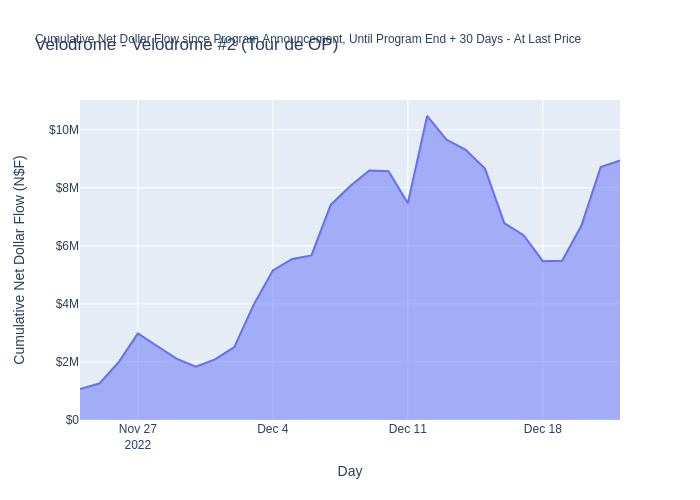 Cumulative Net Dollar Flow since Program Announcement, Until Program End + 30 Days - At Last Price
Velodrome - Velodrome #2 (Tour de OP)
Cumulative Net Dollar Flow (N$F)
$10M
$8M
$6M
$4M
$2M
$0
Nov 27
2022
Dec 4
Dec 11
Dec 18
Day